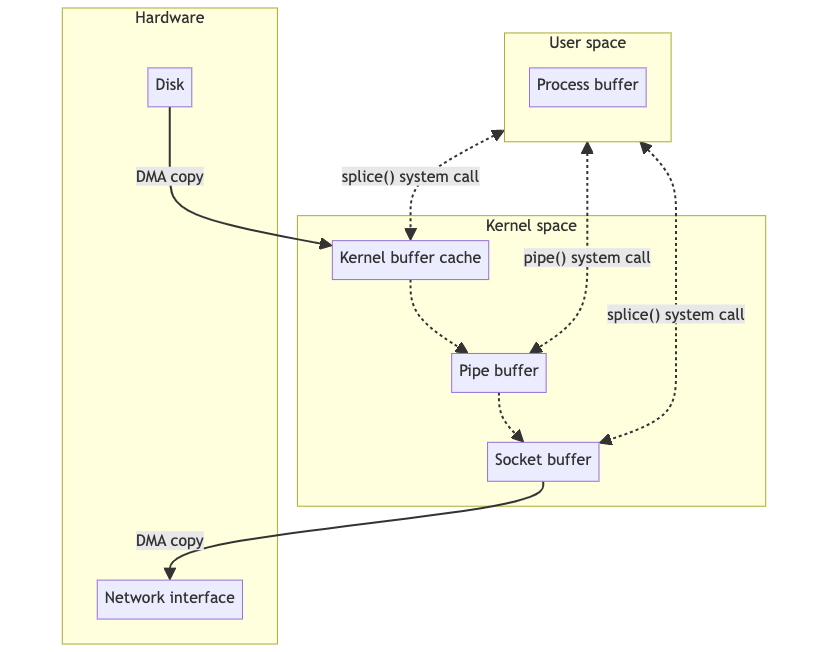 Hardware
User space
Disk
Process buffer
DMA copy
splice() system call
Kernel space
Kernel buffer cache
pipe() system call
splice() system call
Pipe buffer
Socket buffer
DMA copy
Network interface